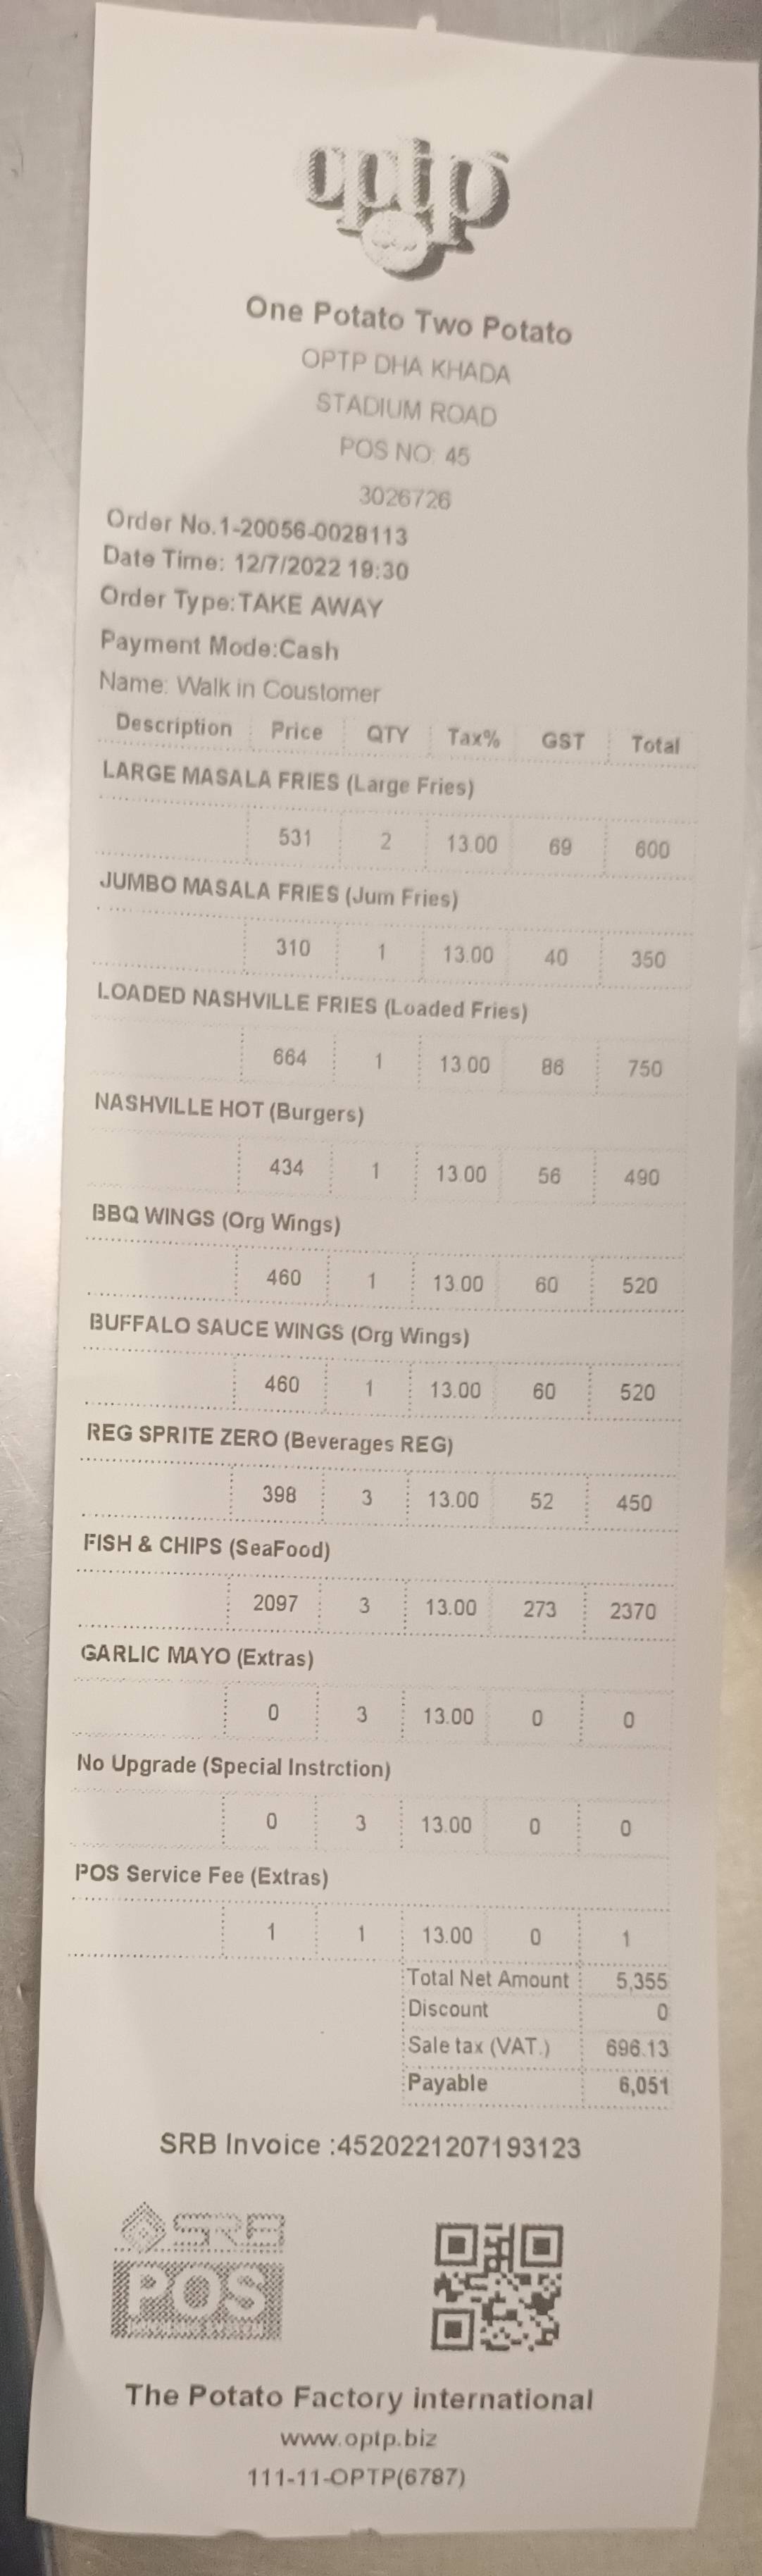 optp
One Potato Two Potato
OPTP DHA KHADA
STADIUM ROAD
POS NO: 45
3026726
Order No.1-20056-0028113
Date Time: 12/7/2022 19:30
Order Type:TAKE AWAY
Payment Mode:Cash
Name: Walk in Coustomer
Description Price QTY Tax% GST Total
LARGE MASALA FRIES (Large Fries)
531 2 13.00 69 600
JUMBO MASALA FRIES (Jum Fries)
310 1 13.00 40 350
LOADED NASHVILLE FRIES (Loaded Fries)
664 1 13.00 86 750
NASHVILLE HOT (Burgers)
434 1 13.00 56 490
BBQ WINGS (Org Wings)
460 1 13.00 60 520
BUFFALO SAUCE WINGS (Org Wings)
460 1 13.00 60 520
REG SPRITE ZERO (Beverages REG)
398 3 13.00 52 450
FISH & CHIPS (SeaFood)
2097 3 13.00 273 2370
GARLIC MAYO (Extras)
0 3 13.00 0 0
No Upgrade (Special Instrction)
0 3 13.00 0 0
POS Service Fee (Extras)
1 1 13.00 0 1
Total Net Amount 5,355
Discount 0
Sale tax (VAT.) 696.13
Payable 6,051
SRB Invoice :4520221207193123
SRB
POS
INVOICING SYSTEM
The Potato Factory international
www.optp.biz
111-11-OPTP(6787)